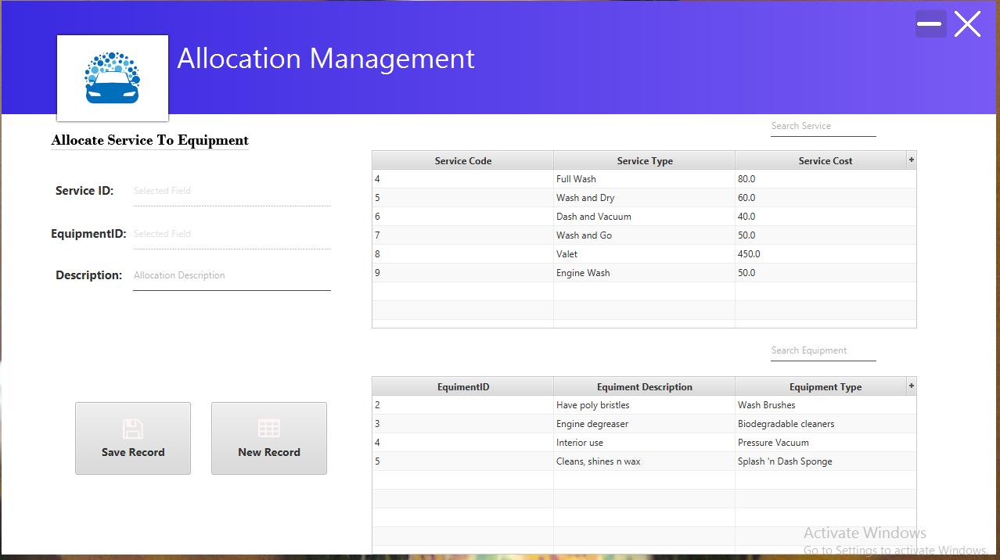 Allocation Management
Allocate Service To Equipment
Service ID: Selected Field
EquipmentID: Selected Field
Description: Allocation Description
Save Record
New Record
Search Service
Service Code Service Type Service Cost +
4 Full Wash 80.0
5 Wash and Dry 60.0
6 Dash and Vacuum 40.0
7 Wash and Go 50.0
8 Valet 450.0
9 Engine Wash 50.0
Search Equipment
EquimentID Equiment Description Equipment Type +
2 Have poly bristles Wash Brushes
3 Engine degreaser Biodegradable cleaners
4 Interior use Pressure Vacuum
5 Cleans, shines n wax Splash 'n Dash Sponge
Activate Windows
Go to Settings to activate Windows.